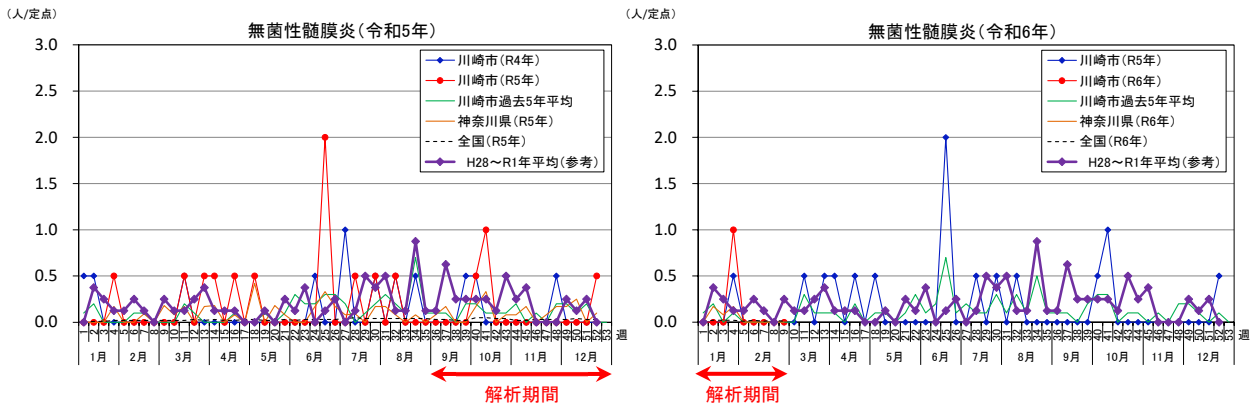 (人/定点)
無菌性髄膜炎(令和5年)
3.0
2.5
2.0
1.5
1.0
0.5
0.0
川崎市(R4年)
川崎市(R5年)
川崎市過去5年平均
神奈川県(R5年)
全国(R5年)
H28～R1年平均(参考)
週
1月 2月 3月 4月 5月 6月 7月 8月 9月 10月 11月 12月
解析期間
(人/定点)
無菌性髄膜炎(令和6年)
3.0
2.5
2.0
1.5
1.0
0.5
0.0
川崎市(R5年)
川崎市(R6年)
川崎市過去5年平均
神奈川県(R6年)
全国(R6年)
H28～R1年平均(参考)
週
1月 2月 3月 4月 5月 6月 7月 8月 9月 10月 11月 12月
解析期間